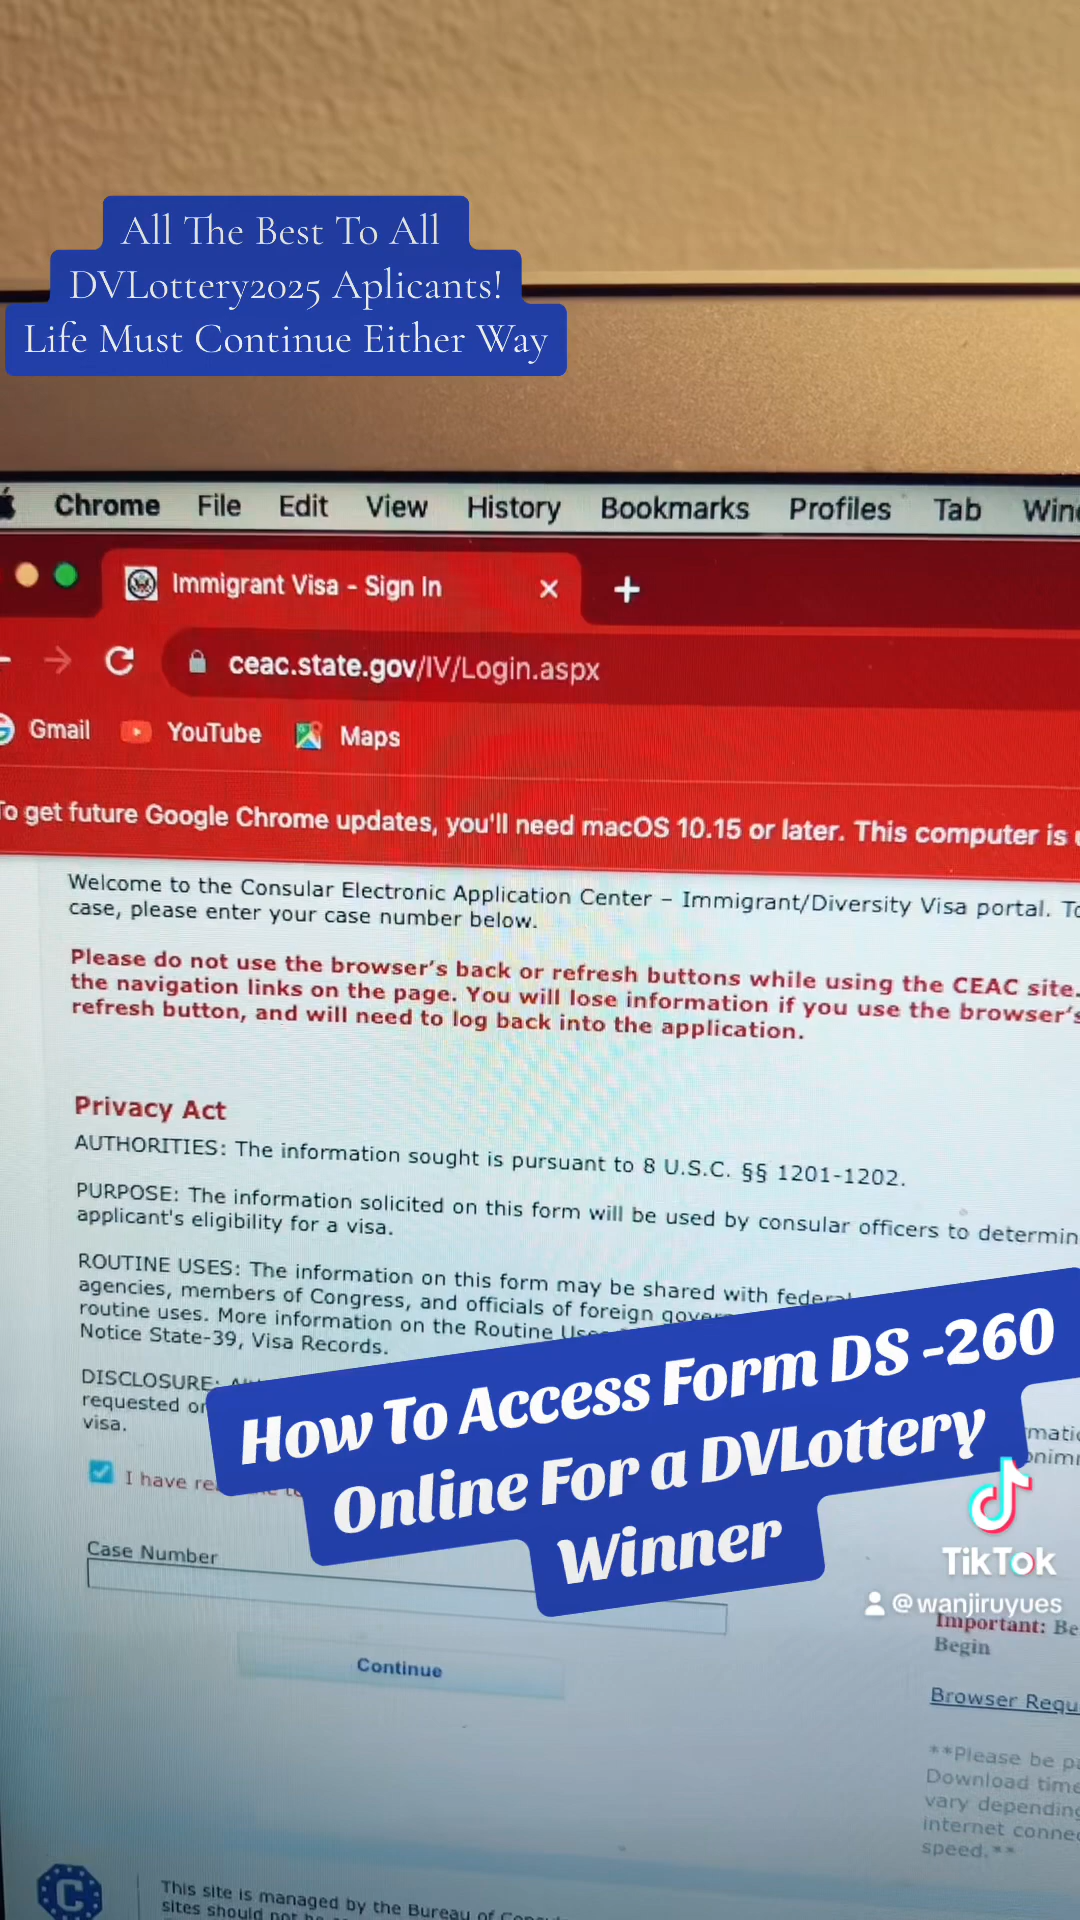 All The Best To All
DVLottery2025 Aplicants!
Life Must Continue Either Way
Chrome File Edit View History Bookmarks Profiles Tab
Immigrant Visa - Sign In
ceac.state.gov/IV/Login.aspx
Gmail YouTube Maps
To get future Google Chrome updates, you'll need macOS 10.15 or later. This computer is
Welcome to the Consular Electronic Application Center – Immigrant/Diversity Visa portal. To
case, please enter your case number below.
Please do not use the browser's back or refresh buttons while using the CEAC site.
the navigation links on the page. You will lose information if you use the browser's
refresh button, and will need to log back into the application.
Privacy Act
AUTHORITIES: The information sought is pursuant to 8 U.S.C. §§ 1201-1202.
PURPOSE: The information solicited on this form will be used by consular officers to
applicant's eligibility for a visa.
ROUTINE USES: The information on this form may be shared with federal
agencies, members of Congress, and officials of foreign
routine uses. More information on the Routine
Notice State-39, Visa Records.
DISCLOSURE:
requested
visa.
I have
How To Access Form DS -260
Online For a DVLottery
Winner
Case Number
Continue
TikTok
@wanjiruyues
Important: Be
Begin
Browser
**Please be
Download time
vary depending
internet
speed.**
C
This site is managed by the Bureau of
sites should not be